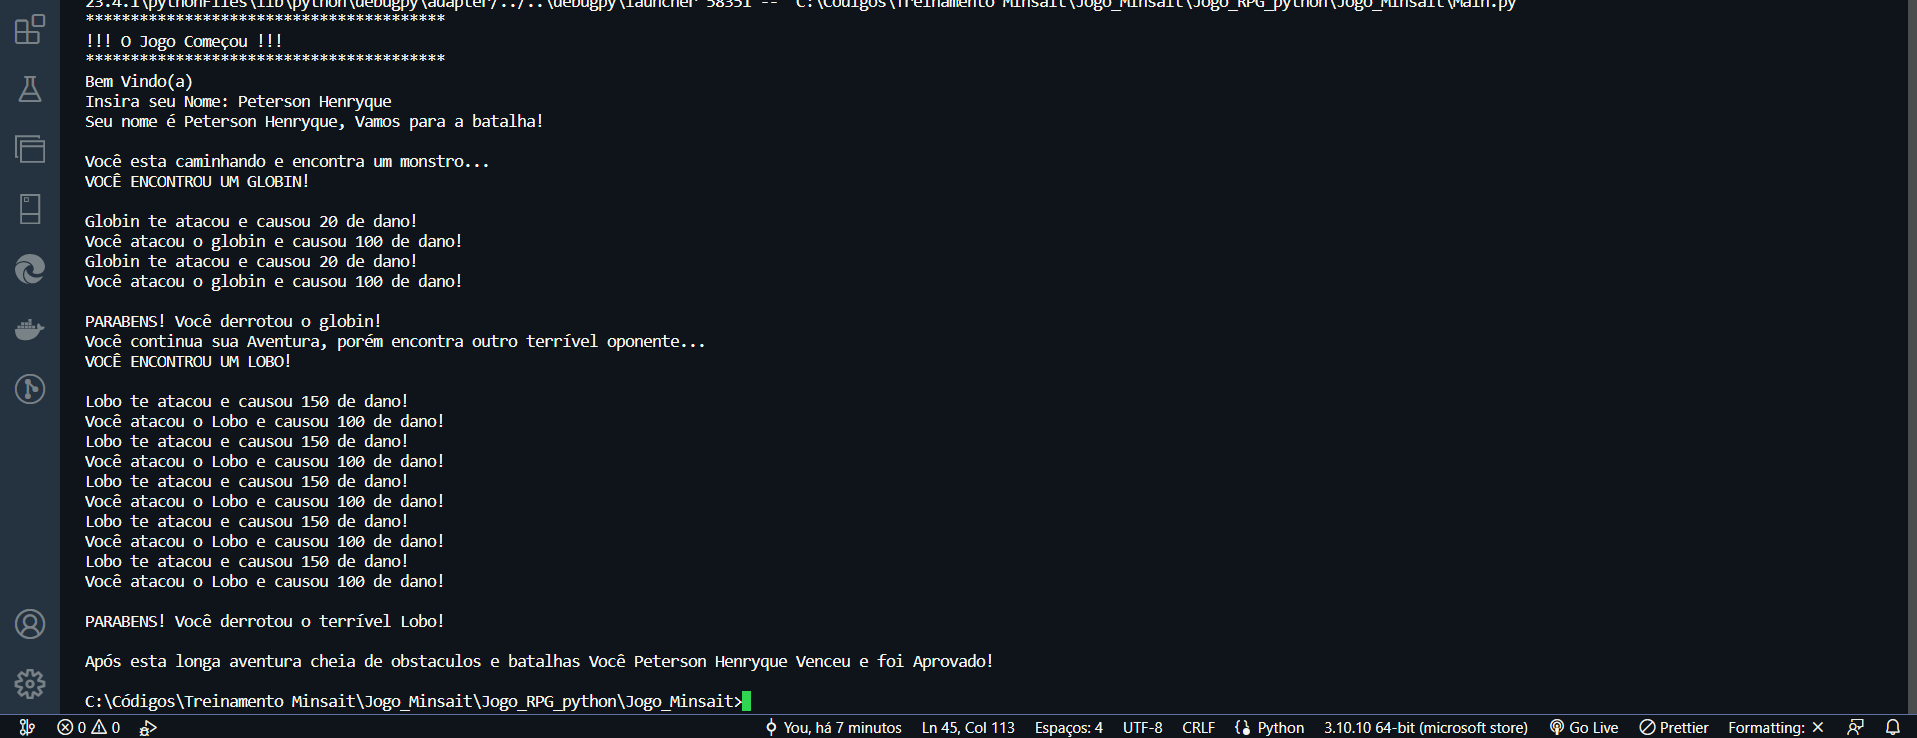 23.4.1\pythonFiles\lib\python\debugpy\adapter/../..\debugpy\launcher 58351 -- C:\Códigos\Treinamento Minsait\Jogo_Minsait\Jogo_RPG_python\Jogo_Minsait\Main.py
****************************************
!!! O Jogo Começou !!!
****************************************
Bem Vindo(a)
Insira seu Nome: Peterson Henryque
Seu nome é Peterson Henryque, Vamos para a batalha!
Você esta caminhando e encontra um monstro...
VOCÊ ENCONTROU UM GLOBIN!
Globin te atacou e causou 20 de dano!
Você atacou o globin e causou 100 de dano!
Globin te atacou e causou 20 de dano!
Você atacou o globin e causou 100 de dano!
PARABENS! Você derrotou o globin!
Você continua sua Aventura, porém encontra outro terrível oponente...
VOCÊ ENCONTROU UM LOBO!
Lobo te atacou e causou 150 de dano!
Você atacou o Lobo e causou 100 de dano!
Lobo te atacou e causou 150 de dano!
Você atacou o Lobo e causou 100 de dano!
Lobo te atacou e causou 150 de dano!
Você atacou o Lobo e causou 100 de dano!
Lobo te atacou e causou 150 de dano!
Você atacou o Lobo e causou 100 de dano!
Lobo te atacou e causou 150 de dano!
Você atacou o Lobo e causou 100 de dano!
PARABENS! Você derrotou o terrível Lobo!
Após esta longa aventura cheia de obstaculos e batalhas Você Peterson Henryque Venceu e foi Aprovado!
C:\Códigos\Treinamento Minsait\Jogo_Minsait\Jogo_RPG_python\Jogo_Minsait>
0 0 You, há 7 minutos Ln 45, Col 113 Espaços: 4 UTF-8 CRLF Python 3.10.10 64-bit (microsoft store) Go Live Prettier Formatting: ✕